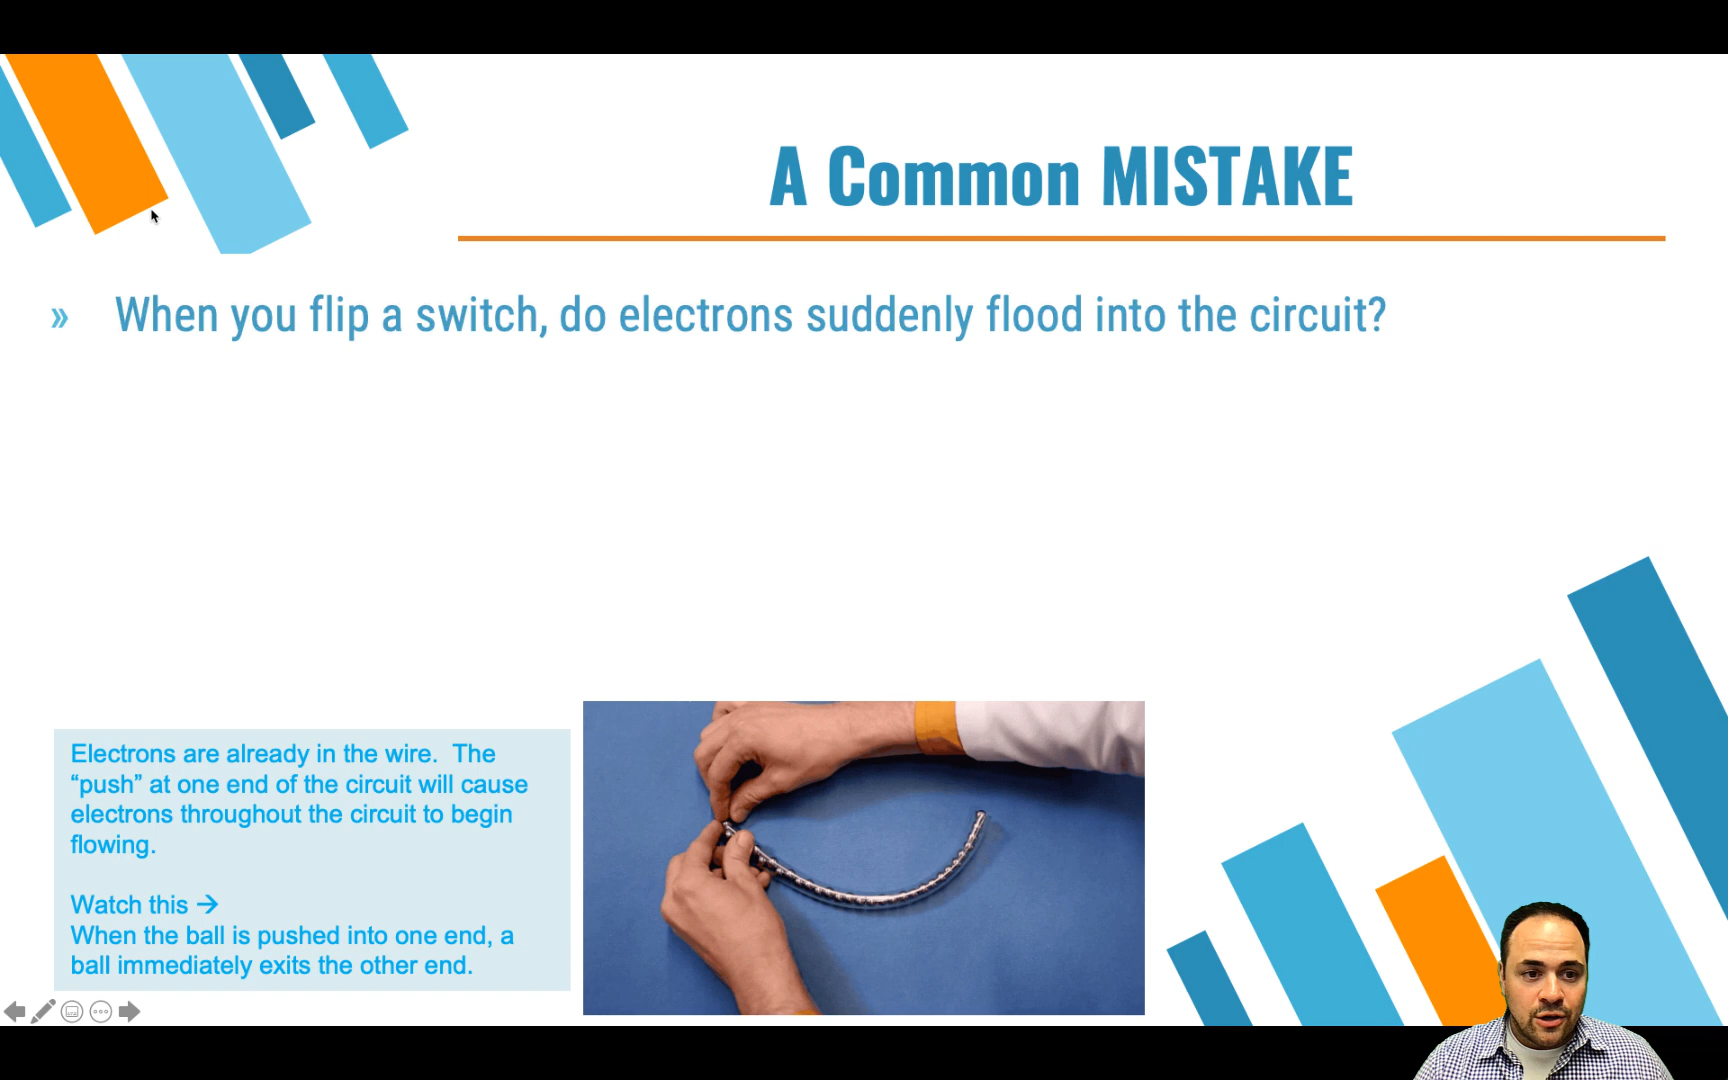 A Common MISTAKE
» When you flip a switch, do electrons suddenly flood into the circuit?
Electrons are already in the wire.  The
“push” at one end of the circuit will cause
electrons throughout the circuit to begin
flowing.
Watch this →
When the ball is pushed into one end, a
ball immediately exits the other end.